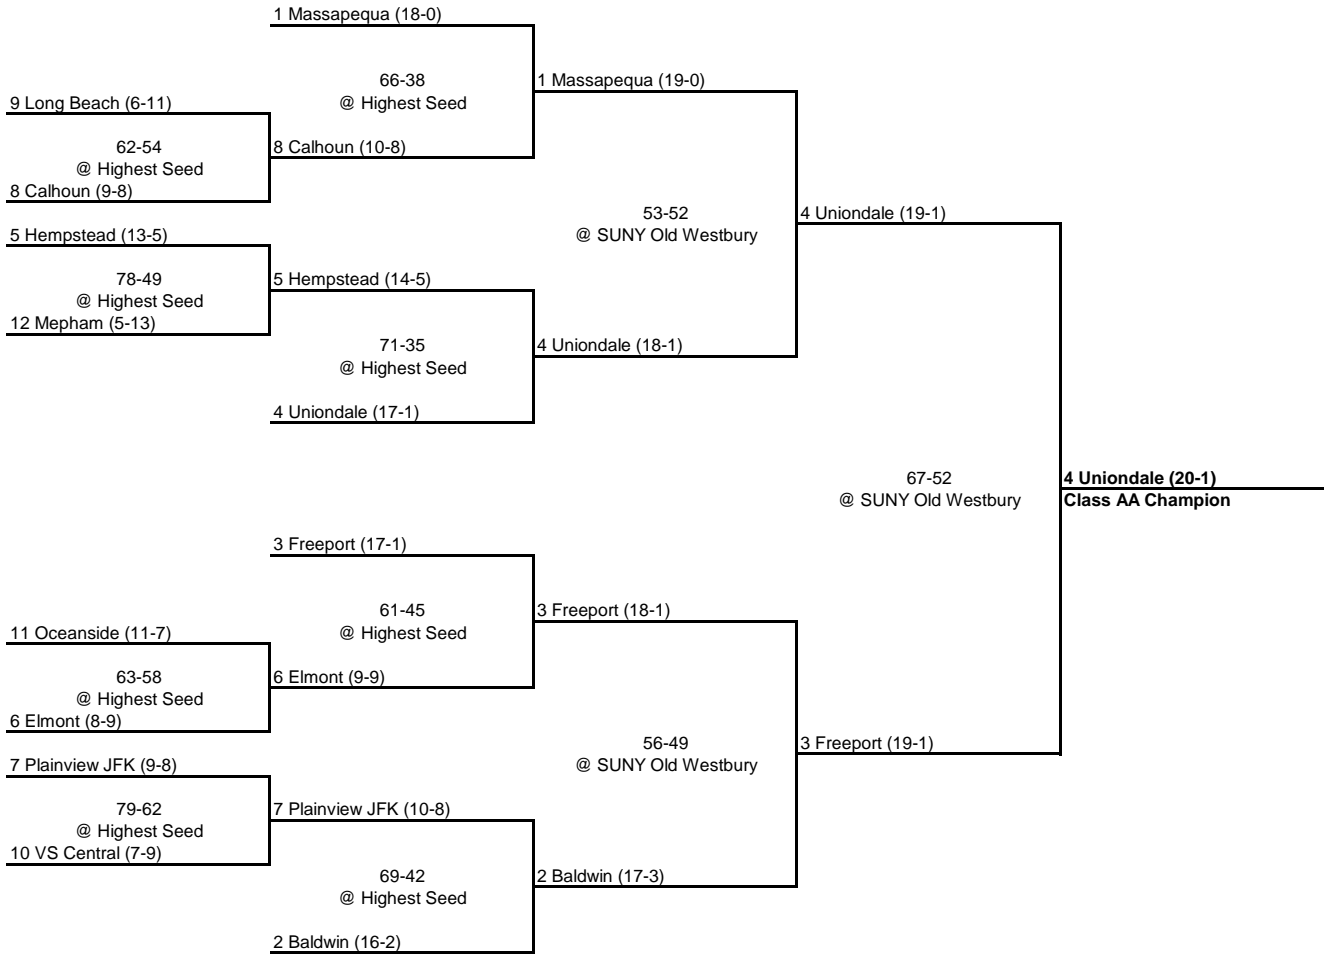 1 Massapequa (18-0)
66-38
@ Highest Seed
1 Massapequa (19-0)
9 Long Beach (6-11)
62-54
@ Highest Seed
8 Calhoun (10-8)
8 Calhoun (9-8)
53-52
@ SUNY Old Westbury
4 Uniondale (19-1)
5 Hempstead (13-5)
78-49
@ Highest Seed
5 Hempstead (14-5)
12 Mepham (5-13)
71-35
@ Highest Seed
4 Uniondale (18-1)
4 Uniondale (17-1)
67-52
@ SUNY Old Westbury
4 Uniondale (20-1)
Class AA Champion
3 Freeport (17-1)
61-45
@ Highest Seed
3 Freeport (18-1)
11 Oceanside (11-7)
63-58
@ Highest Seed
6 Elmont (9-9)
6 Elmont (8-9)
56-49
@ SUNY Old Westbury
3 Freeport (19-1)
7 Plainview JFK (9-8)
79-62
@ Highest Seed
7 Plainview JFK (10-8)
10 VS Central (7-9)
69-42
@ Highest Seed
2 Baldwin (17-3)
2 Baldwin (16-2)